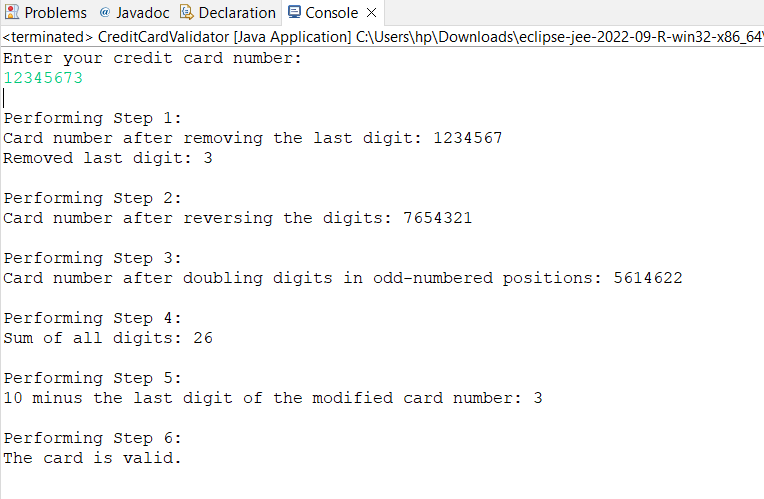 Problems @ Javadoc Declaration Console
<terminated> CreditCardValidator [Java Application] C:\Users\hp\Downloads\eclipse-jee-2022-09-R-win32-x86_64\
Enter your credit card number:
12345673
Performing Step 1:
Card number after removing the last digit: 1234567
Removed last digit: 3
Performing Step 2:
Card number after reversing the digits: 7654321
Performing Step 3:
Card number after doubling digits in odd-numbered positions: 5614622
Performing Step 4:
Sum of all digits: 26
Performing Step 5:
10 minus the last digit of the modified card number: 3
Performing Step 6:
The card is valid.